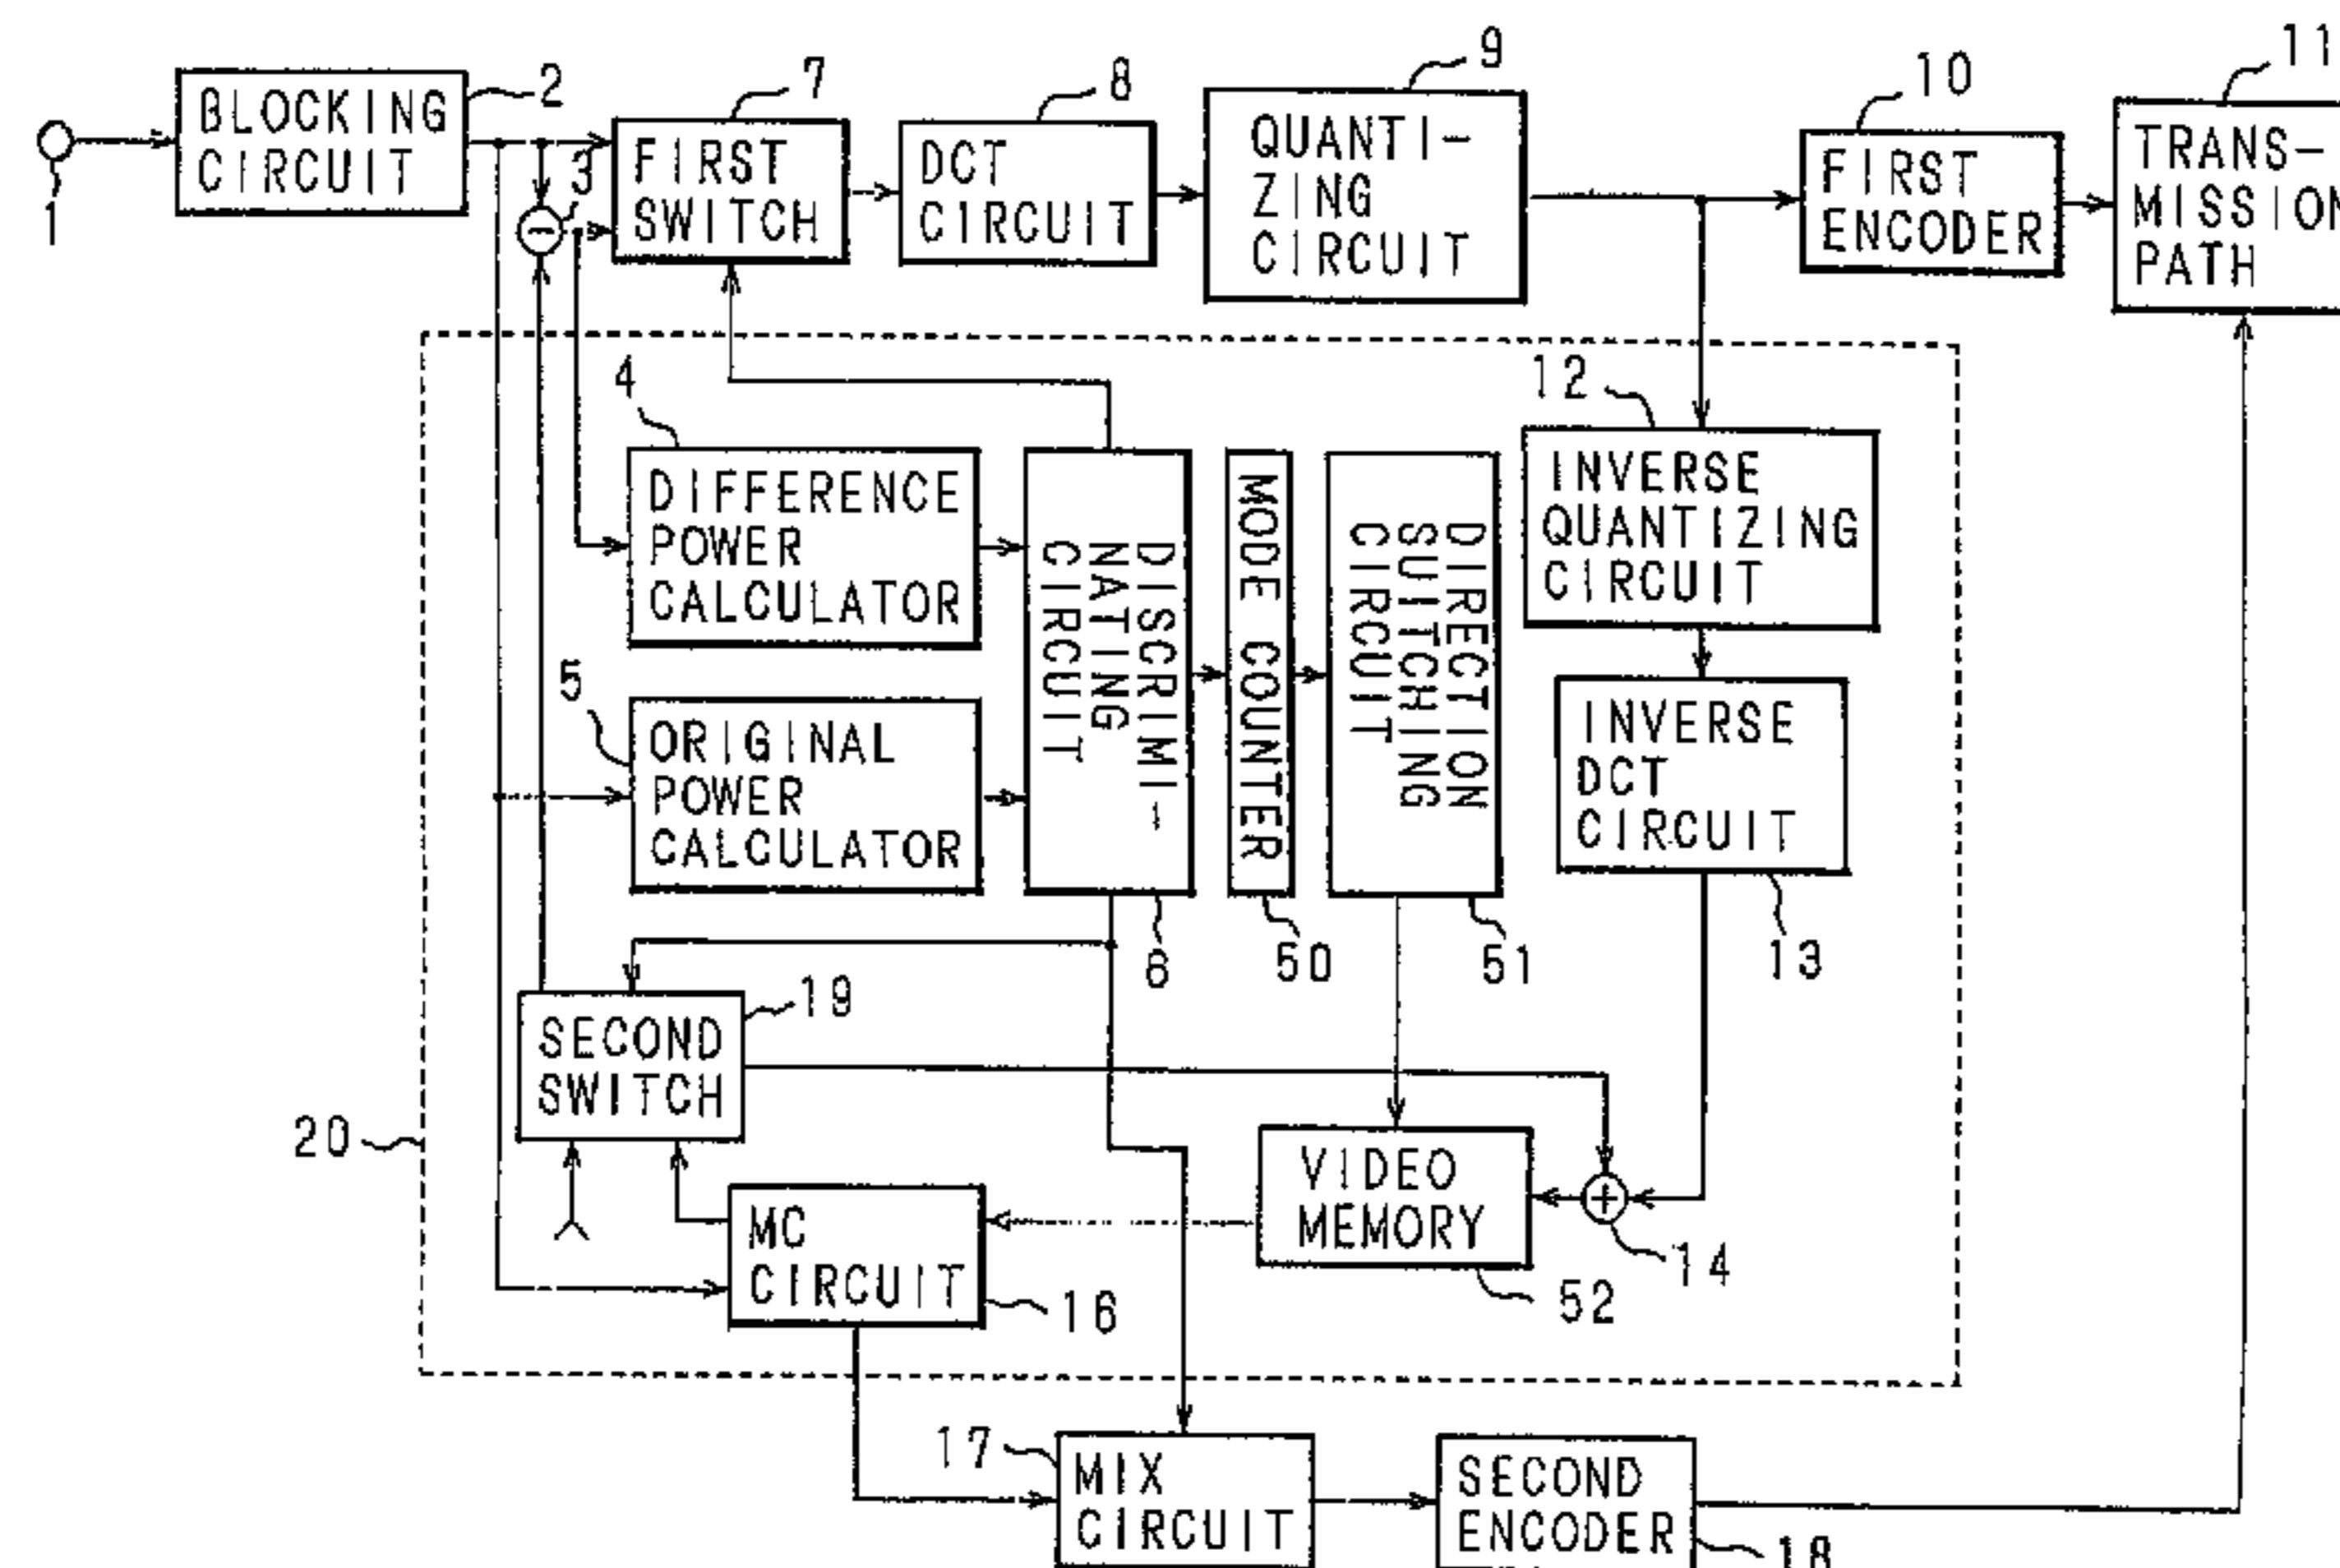 1
BLOCKING
CIRCUIT
2
3
7
FIRST
SWITCH
8
DCT
CIRCUIT
9
QUANTI-
ZING
CIRCUIT
10
FIRST
ENCODER
11
TRANS-
MISSION
PATH
4
DIFFERENCE
POWER
CALCULATOR
5
ORIGINAL
POWER
CALCULATOR
DISCRIMI-
NATING
CIRCUIT
6
MODE COUNTER
50
DIRECTION
SUITCHING
CIRCUIT
51
12
INVERSE
QUANTIZING
CIRCUIT
INVERSE
DCT
CIRCUIT
13
19
SECOND
SWITCH
20
MC
CIRCUIT
16
VIDEO
MEMORY
52
14
17
MIX
CIRCUIT
SECOND
ENCODER
18